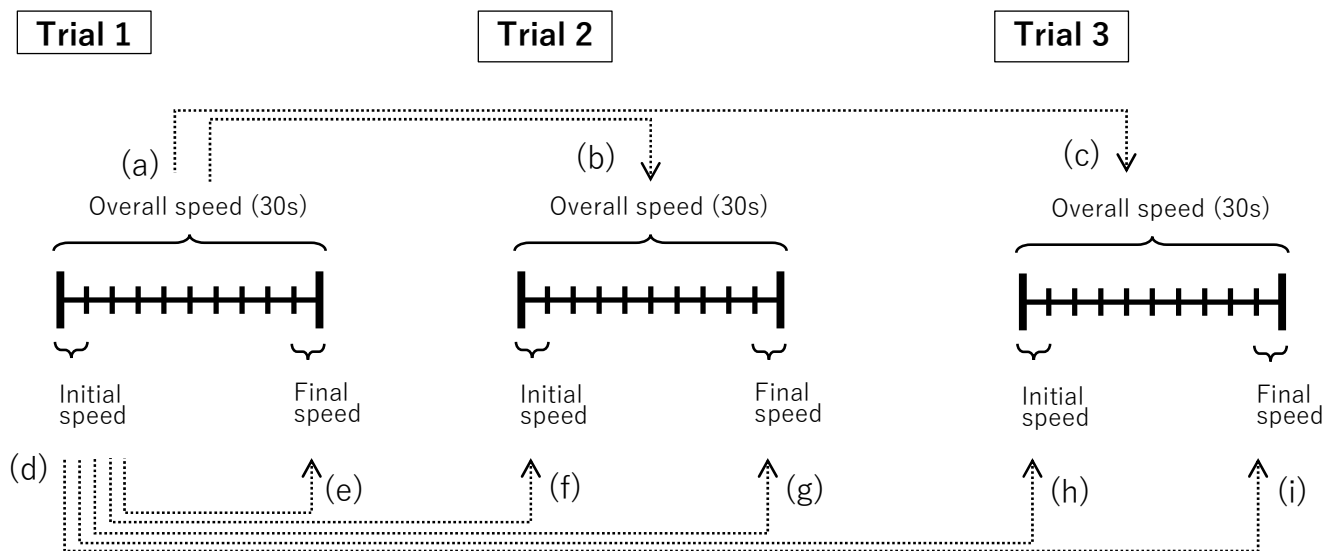 Trial 1
Trial 2
Trial 3
(a)
(b)
(c)
Overall speed (30s)
Overall speed (30s)
Overall speed (30s)
Initial
speed
Final
speed
Initial
speed
Final
speed
Initial
speed
Final
speed
(d)
(e)
(f)
(g)
(h)
(i)